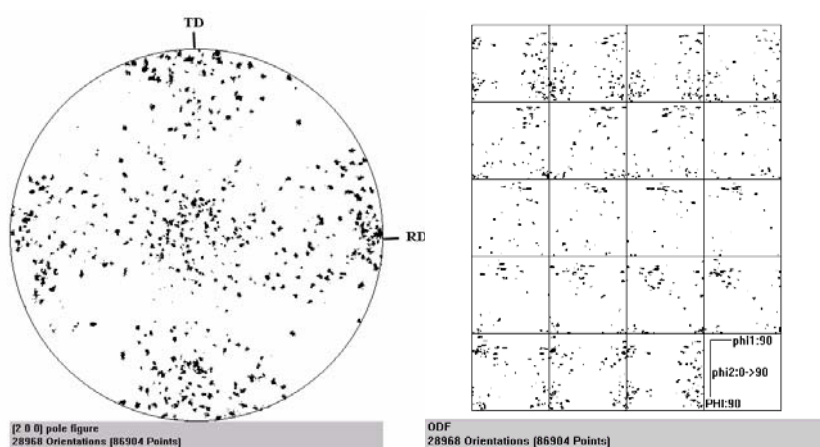 TD
RD
[2 0 0] pole figure
28968 Orientations [86904 Points]
phi1:90
phi2:0->90
PHI:90
ODF
28968 Orientations [86904 Points]